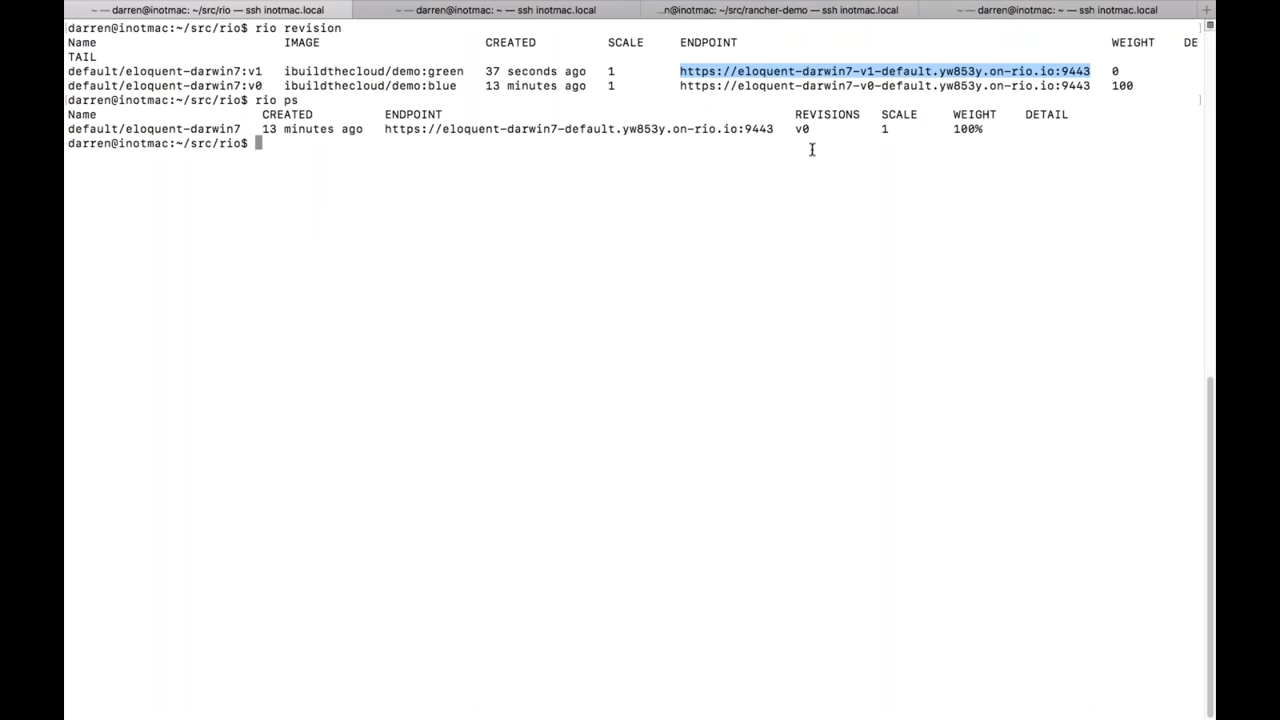 ~ — darren@inotmac: ~/src/rio — ssh inotmac.local ~ — darren@inotmac: ~ — ssh inotmac.local ...n@inotmac: ~/src/rancher-demo — ssh inotmac.local ~ — darren@inotmac: ~ — ssh inotmac.local +
[darren@inotmac:~/src/rio$ rio revision ]
Name IMAGE CREATED SCALE ENDPOINT WEIGHT DE
TAIL
default/eloquent-darwin7:v1 ibuildthecloud/demo:green 37 seconds ago 1 https://eloquent-darwin7-v1-default.yw853y.on-rio.io:9443 0
default/eloquent-darwin7:v0 ibuildthecloud/demo:blue 13 minutes ago 1 https://eloquent-darwin7-v0-default.yw853y.on-rio.io:9443 100
[darren@inotmac:~/src/rio$ rio ps ]
Name CREATED ENDPOINT REVISIONS SCALE WEIGHT DETAIL
default/eloquent-darwin7 13 minutes ago https://eloquent-darwin7-default.yw853y.on-rio.io:9443 v0 1 100%
darren@inotmac:~/src/rio$